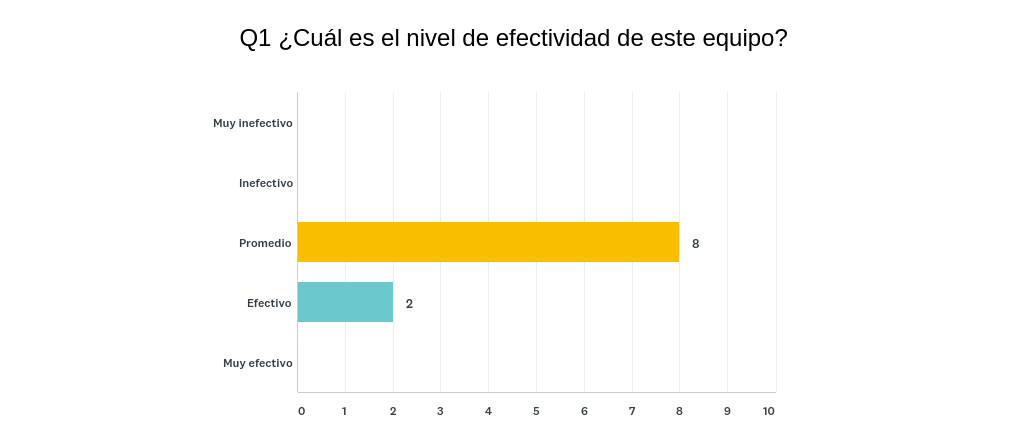 Q1 ¿Cuál es el nivel de efectividad de este equipo?
Muy inefectivo
Inefectivo
Promedio 8
Efectivo 2
Muy efectivo
0 1 2 3 4 5 6 7 8 9 10